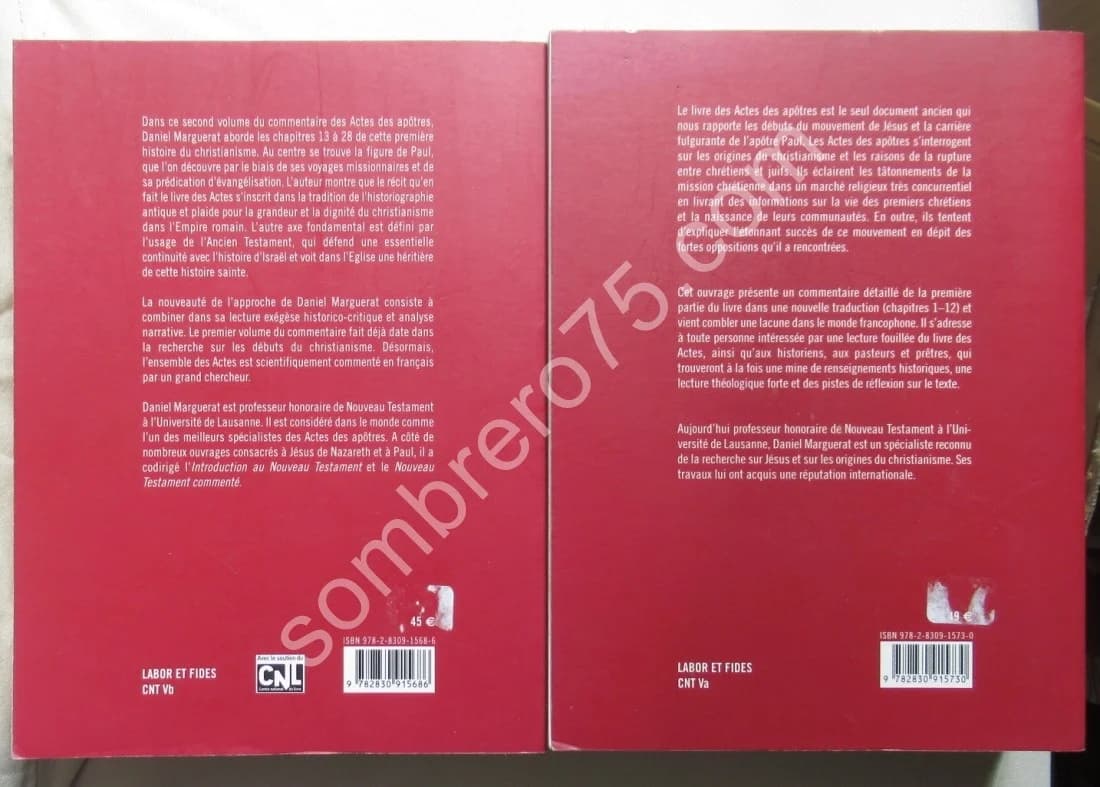 Dans ce second volume du commentaire des Actes des apôtres,
Daniel Marguerat aborde les chapitres 13 à 28 de cette première
histoire du christianisme. Au centre se trouve la figure de Paul,
que l'on découvre par le biais de ses voyages missionnaires et de
sa prédication d'évangélisation. L'auteur montre que le récit qu'en
fait le livre des Actes s'inscrit dans la tradition de l'historiographie
antique et plaide pour la grandeur et la dignité du christianisme
dans l'Empire romain. L'autre axe fondamental est défini par
l'usage de l'Ancien Testament, qui défend une essentielle
continuité avec l'histoire d'Israël et voit dans l'Eglise une héritière
de cette histoire sainte.
La nouveauté de l'approche de Daniel Marguerat consiste à
combiner dans sa lecture exégèse historico-critique et analyse
narrative. Le premier volume du commentaire fait déjà date dans
la recherche sur les débuts du christianisme. Désormais,
l'ensemble des Actes est scientifiquement commenté en français
par un grand chercheur.
Daniel Marguerat est professeur honoraire de Nouveau Testament
à l'Université de Lausanne. Il est considéré dans le monde comme
l'un des meilleurs spécialistes des Actes des apôtres. A côté de
nombreux ouvrages consacrés à Jésus de Nazareth et à Paul, il a
codirigé l'Introduction au Nouveau Testament et le Nouveau
Testament commenté.
45 €
ISBN 978-2-8309-1568-6
LABOR ET FIDES
CNT Vb
Avec le soutien du
CNL
Centre national du livre
9 782830 915686
Le livre des Actes des apôtres est le seul document ancien qui
nous rapporte les débuts du mouvement de Jésus et la carrière
fulgurante de l'apôtre Paul. Les Actes des apôtres s'interrogent
sur les origines du christianisme et les raisons de la rupture
entre chrétiens et juifs. Ils éclairent les tâtonnements de la
mission chrétienne dans un marché religieux très concurrentiel
en livrant des informations sur la vie des premiers chrétiens
et la naissance de leurs communautés. En outre, ils tentent
d'expliquer l'étonnant succès de ce mouvement en dépit des
fortes oppositions qu'il a rencontrées.
Cet ouvrage présente un commentaire détaillé de la première
partie du livre dans une nouvelle traduction (chapitres 1–12) et
vient combler une lacune dans le monde francophone. Il s'adresse
à toute personne intéressée par une lecture fouillée du livre des
Actes, ainsi qu'aux historiens, aux pasteurs et prêtres, qui
trouveront à la fois une mine de renseignements historiques, une
lecture théologique forte et des pistes de réflexion sur le texte.
Aujourd'hui professeur honoraire de Nouveau Testament à l'Uni-
versité de Lausanne, Daniel Marguerat est un spécialiste reconnu
de la recherche sur Jésus et sur les origines du christianisme. Ses
travaux lui ont acquis une réputation internationale.
€
ISBN 978-2-8309-1573-0
LABOR ET FIDES
CNT Va
9 782830 915730
sombrero75.com